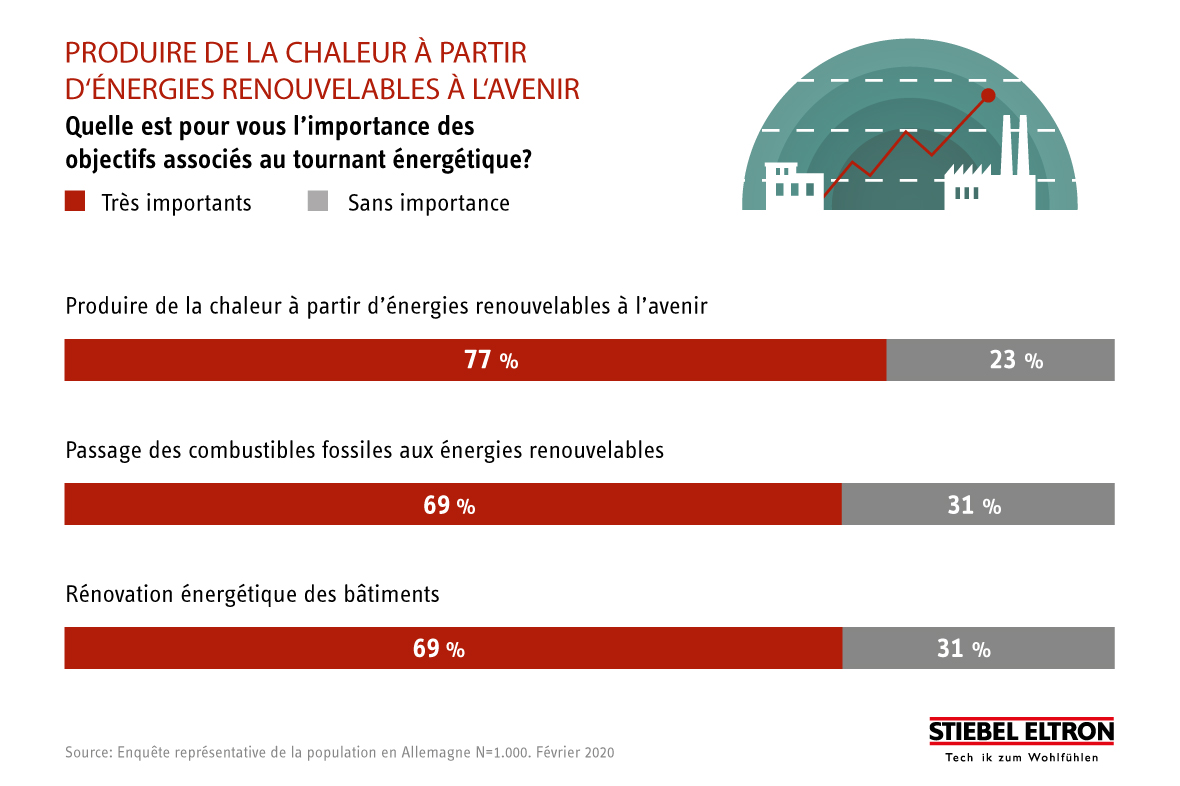 PRODUIRE DE LA CHALEUR À PARTIR
D‘ÉNERGIES RENOUVELABLES À L‘AVENIR
Quelle est pour vous l’importance des
objectifs associés au tournant énergétique?
Très importants Sans importance
Produire de la chaleur à partir d’énergies renouvelables à l’avenir
77 % 23 %
Passage des combustibles fossiles aux énergies renouvelables
69 % 31 %
Rénovation énergétique des bâtiments
69 % 31 %
STIEBEL ELTRON
Tech ik zum Wohlfühlen
Source: Enquête représentative de la population en Allemagne N=1.000. Février 2020